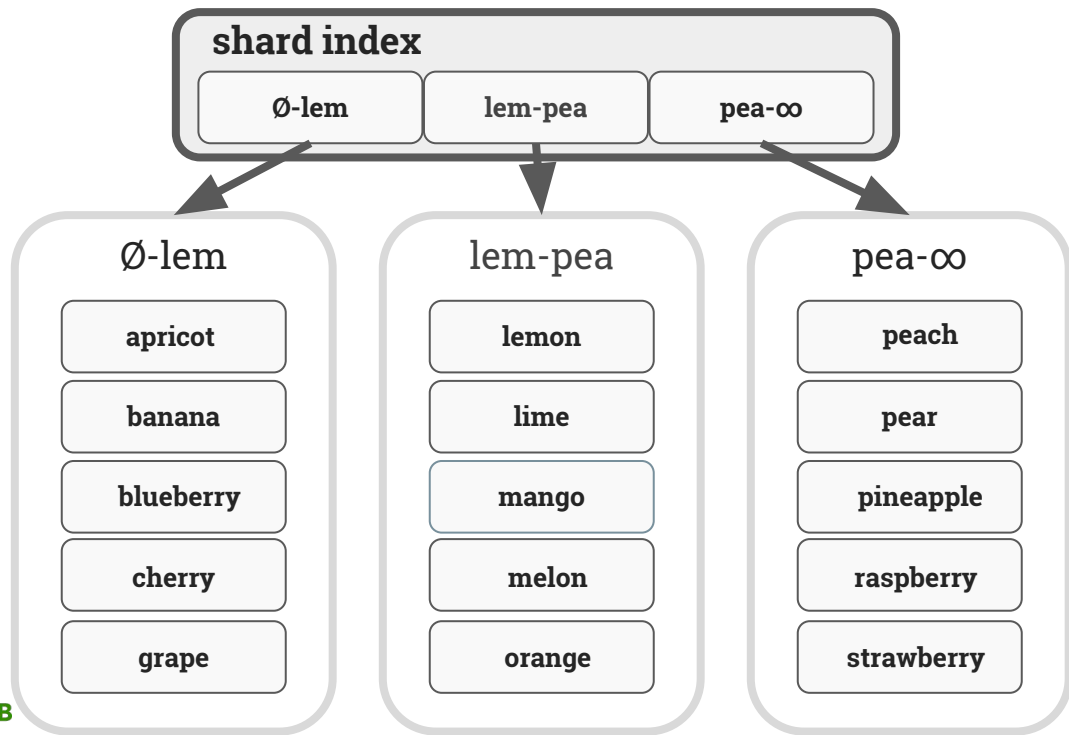 shard index
Ø-lem
lem-pea
pea-∞
Ø-lem
apricot
banana
blueberry
cherry
grape
lem-pea
lemon
lime
mango
melon
orange
pea-∞
peach
pear
pineapple
raspberry
strawberry
B